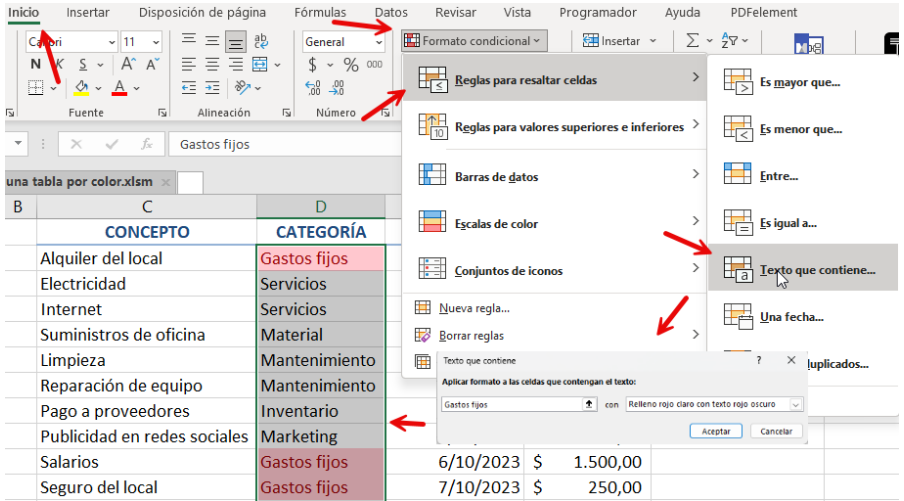 Inicio Insertar Disposición de página Fórmulas Datos Revisar Vista Programador Ayuda PDFelement
11 General Formato condicional Insertar
N K S $ % 000
Fuente Alineación Número
Gastos fijos
una tabla por color.xlsm
Reglas para resaltar celdas
Reglas para valores superiores e inferiores
Barras de datos
Escalas de color
Conjuntos de iconos
Nueva regla...
Borrar reglas
Es mayor que...
Es menor que...
Entre...
Es igual a...
Texto que contiene...
Una fecha...
Texto que contiene ? X
Aplicar formato a las celdas que contengan el texto:
Gastos fijos con Relleno rojo claro con texto rojo oscuro
Aceptar Cancelar
B C D
CONCEPTO CATEGORÍA
Alquiler del local Gastos fijos
Electricidad Servicios
Internet Servicios
Suministros de oficina Material
Limpieza Mantenimiento
Reparación de equipo Mantenimiento
Pago a proveedores Inventario
Publicidad en redes sociales Marketing
Salarios Gastos fijos 6/10/2023 $ 1.500,00
Seguro del local Gastos fijos 7/10/2023 $ 250,00